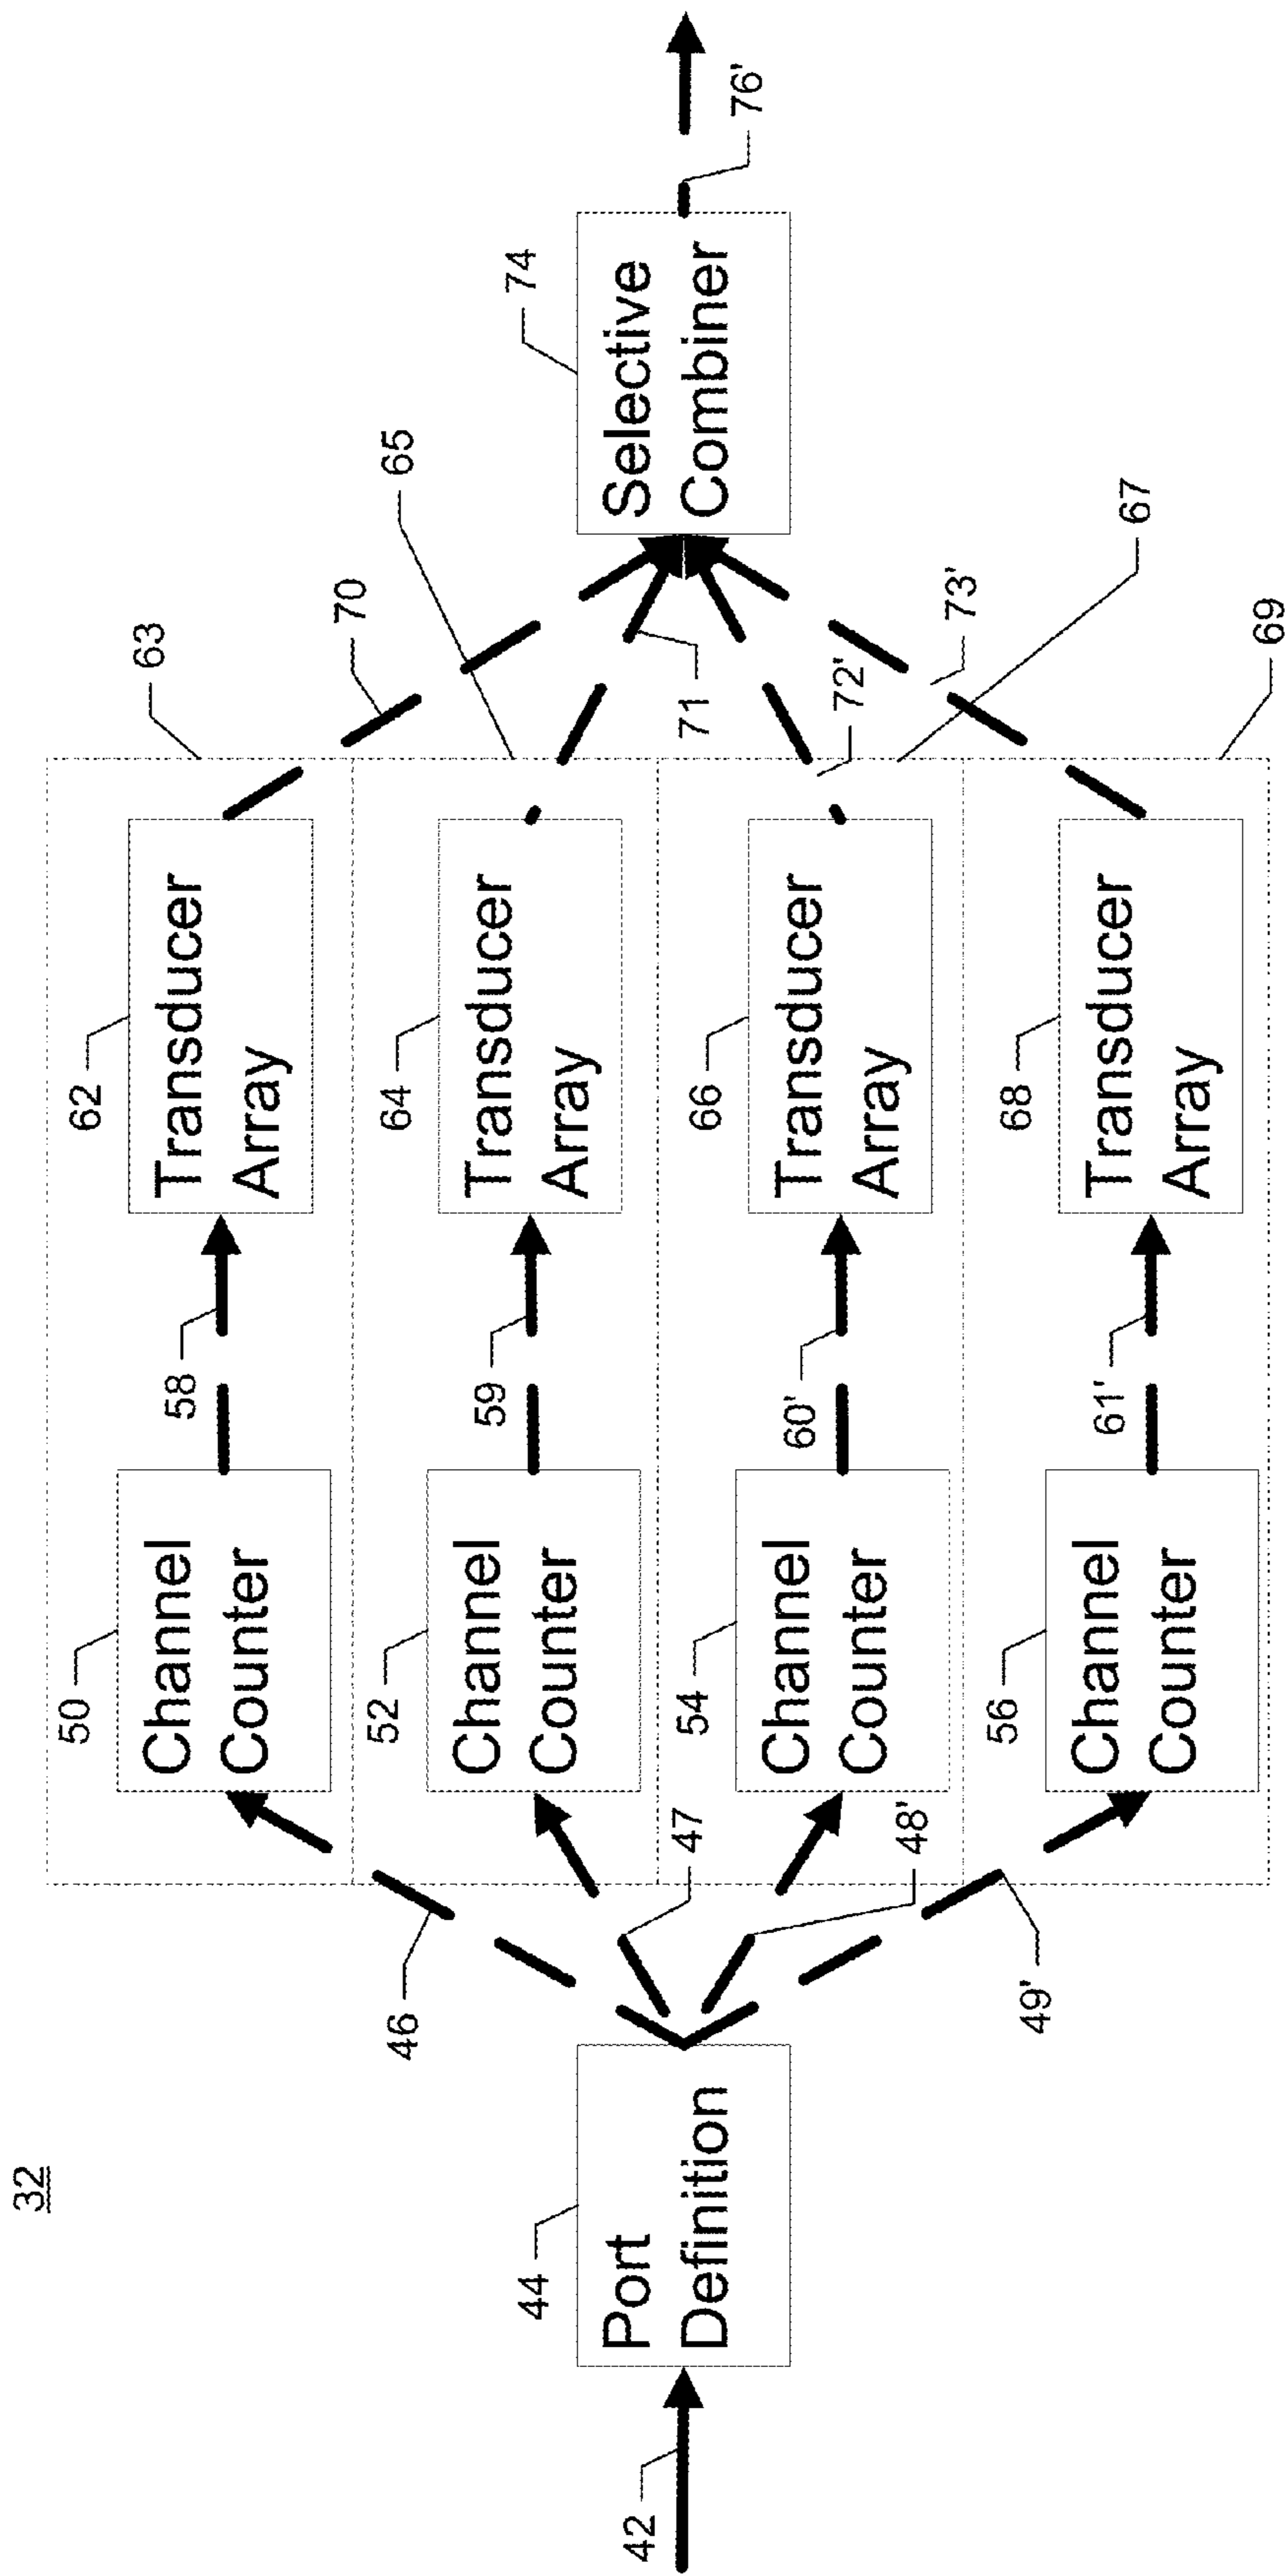 32
42
44
Port
Definition
46
47
48'
49'
50
Channel
Counter
58
62
Transducer
Array
63
52
Channel
Counter
59
64
Transducer
Array
65
54
Channel
Counter
60'
66
Transducer
Array
67
56
Channel
Counter
61'
68
Transducer
Array
69
70
71
72'
73'
74
Selective
Combiner
76'